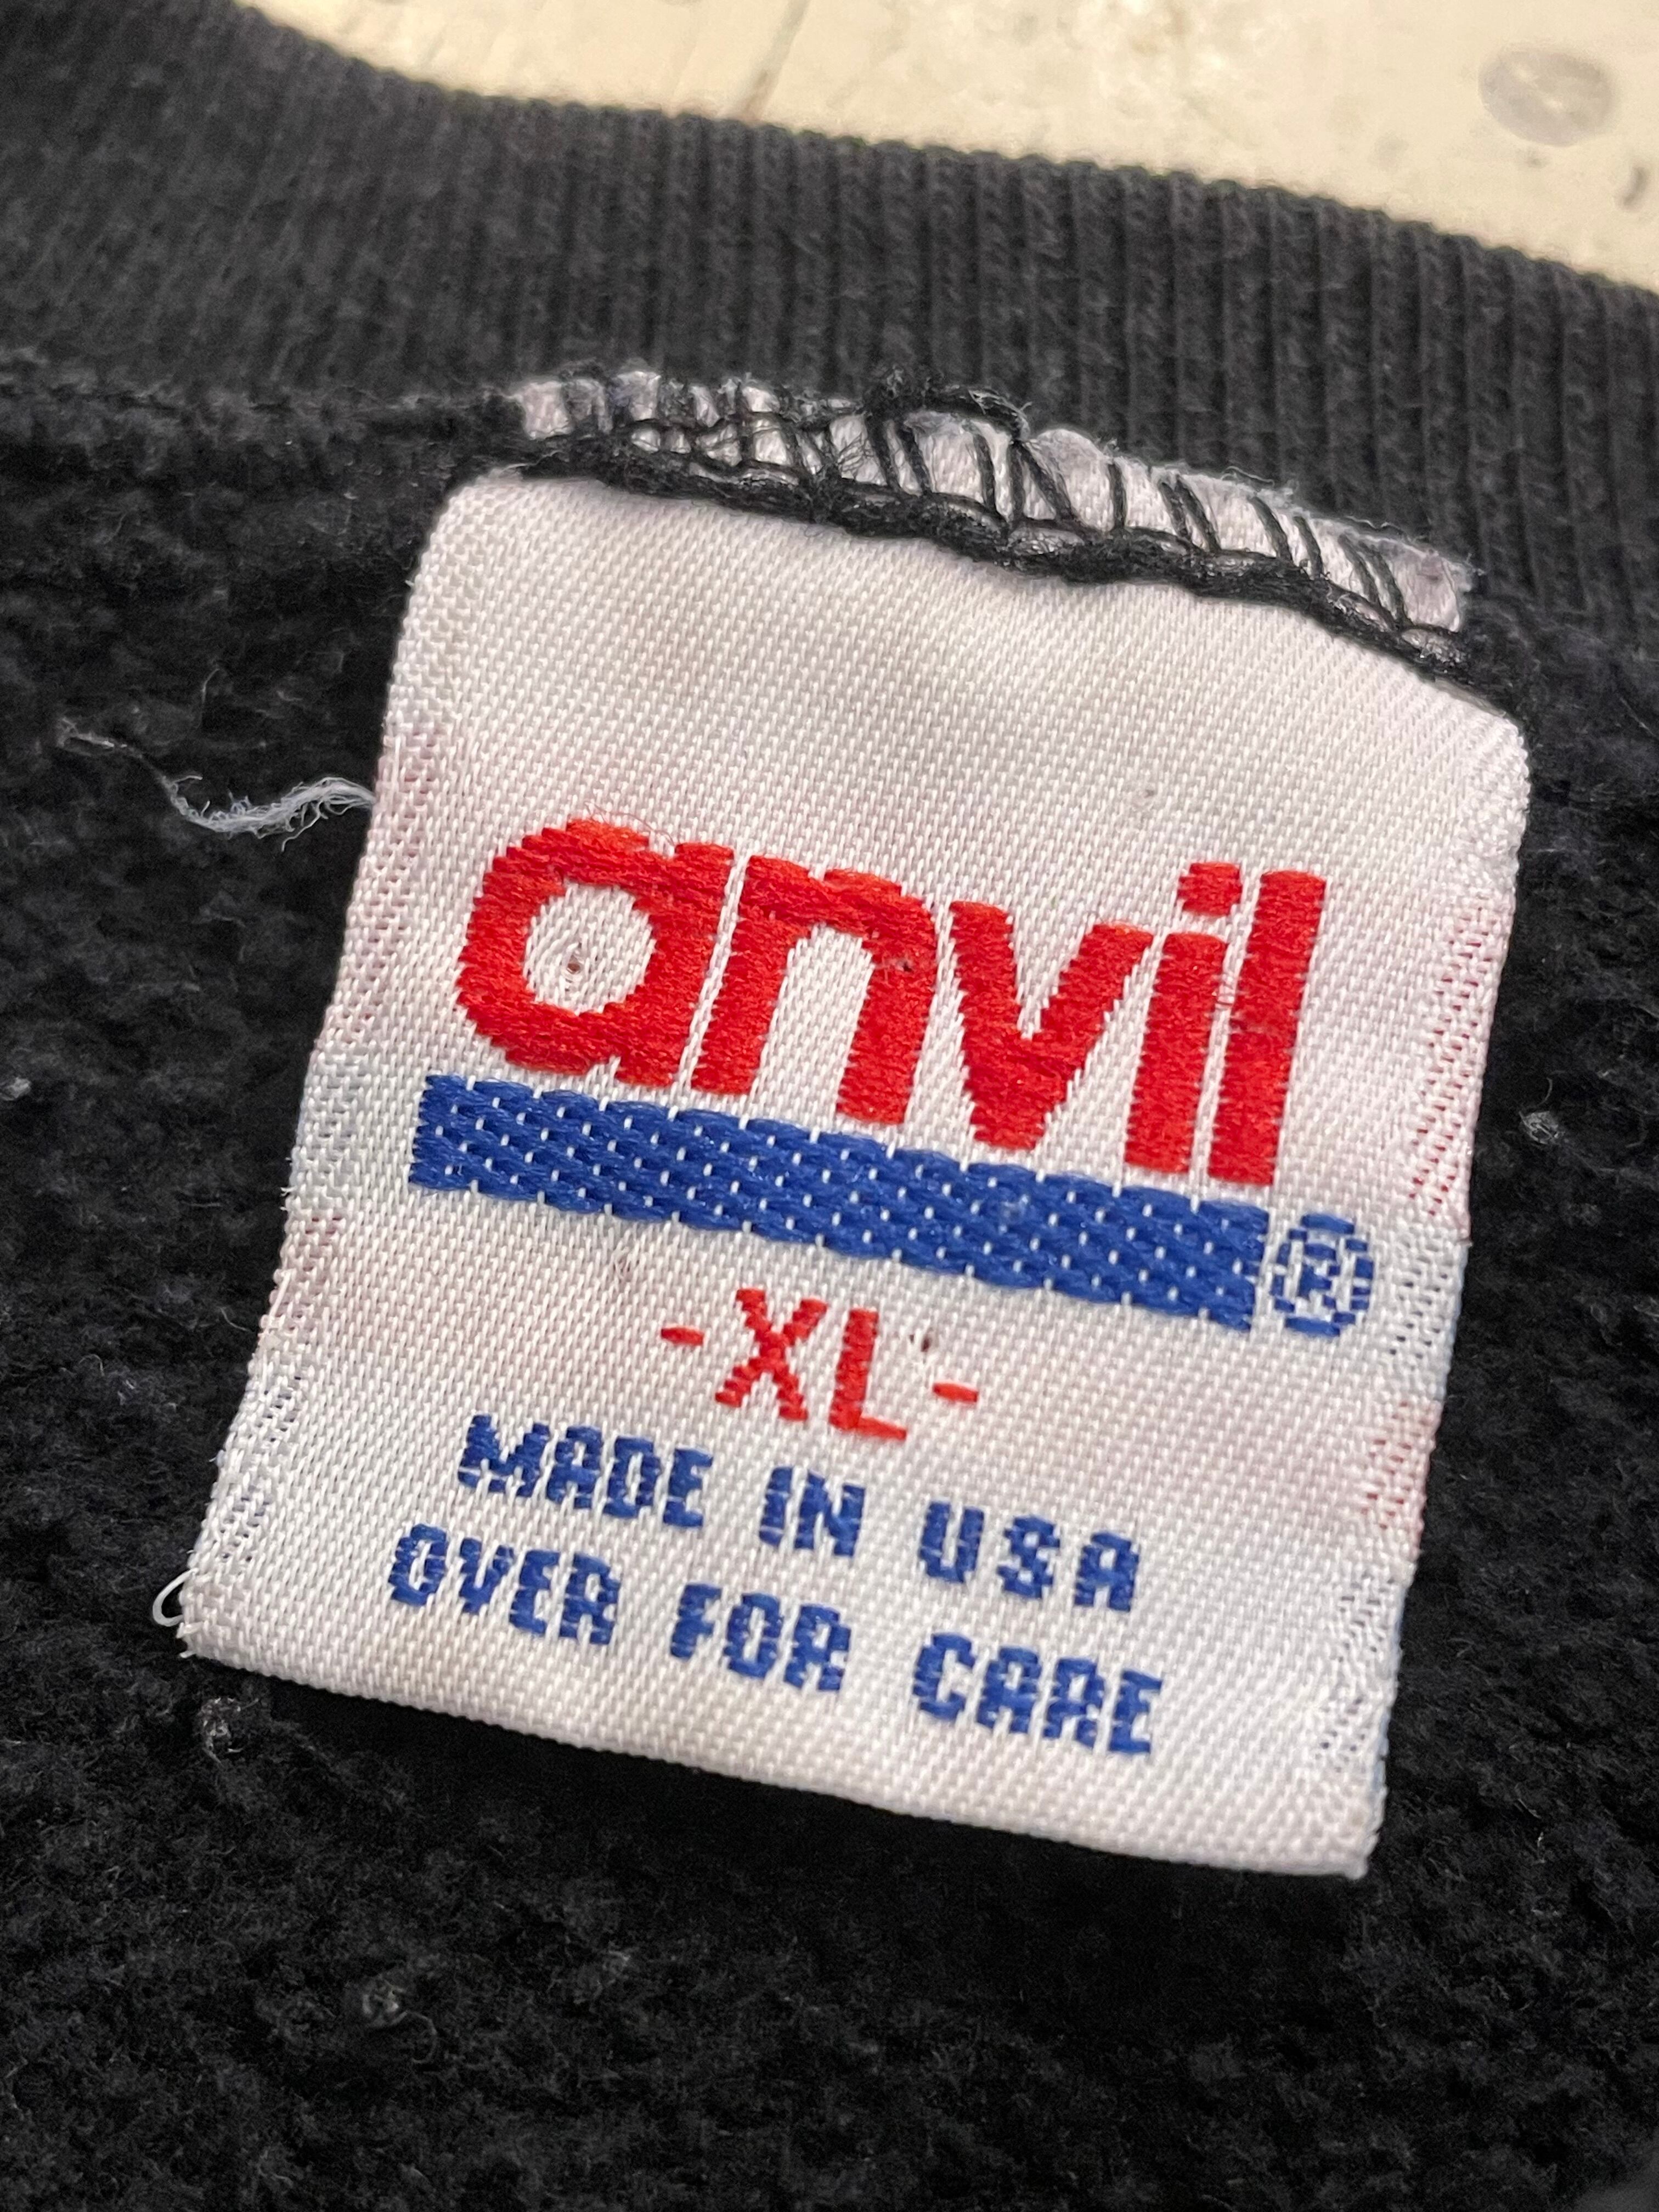 anvil®
-XL-
MADE IN USA
OVER FOR CARE